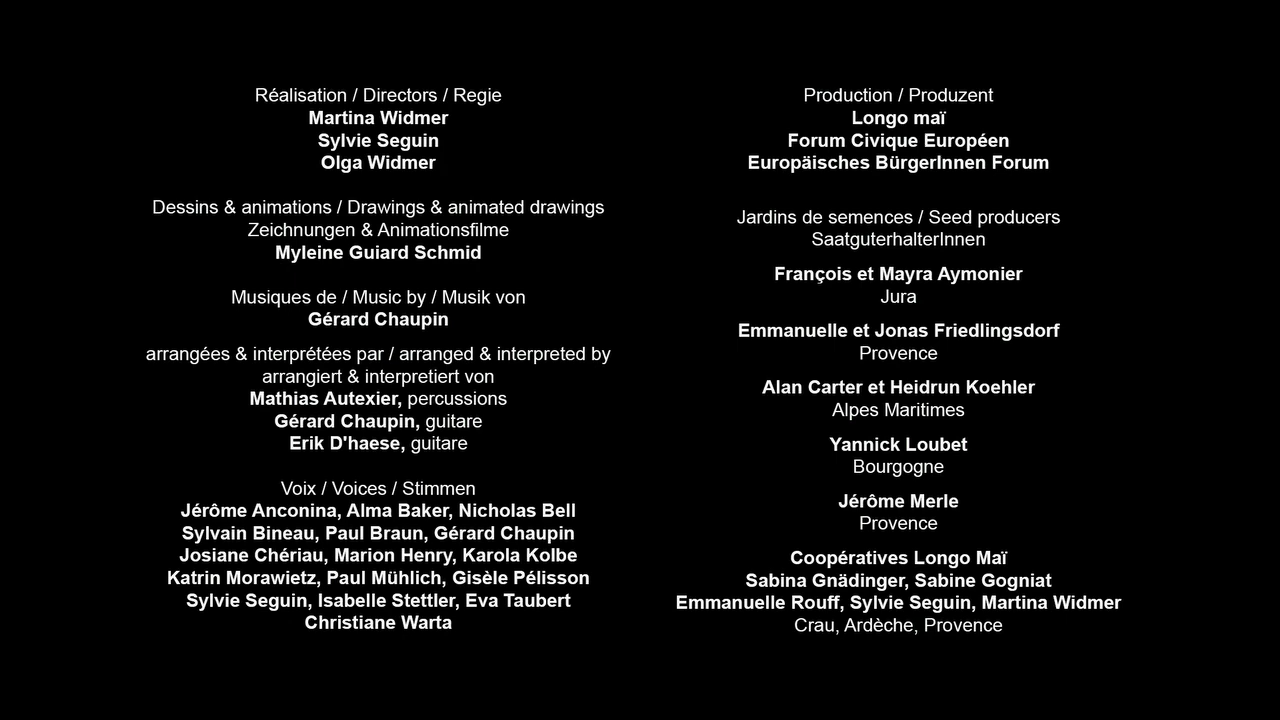 Réalisation / Directors / Regie
Martina Widmer
Sylvie Seguin
Olga Widmer
Dessins & animations / Drawings & animated drawings
Zeichnungen & Animationsfilme
Myleine Guiard Schmid
Musiques de / Music by / Musik von
Gérard Chaupin
arrangées & interprétées par / arranged & interpreted by
arrangiert & interpretiert von
Mathias Autexier, percussions
Gérard Chaupin, guitare
Erik D'haese, guitare
Voix / Voices / Stimmen
Jérôme Anconina, Alma Baker, Nicholas Bell
Sylvain Bineau, Paul Braun, Gérard Chaupin
Josiane Chériau, Marion Henry, Karola Kolbe
Katrin Morawietz, Paul Mühlich, Gisèle Pélisson
Sylvie Seguin, Isabelle Stettler, Eva Taubert
Christiane Warta
Production / Produzent
Longo maï
Forum Civique Européen
Europäisches BürgerInnen Forum
Jardins de semences / Seed producers
SaatguterhalterInnen
François et Mayra Aymonier
Jura
Emmanuelle et Jonas Friedlingsdorf
Provence
Alan Carter et Heidrun Koehler
Alpes Maritimes
Yannick Loubet
Bourgogne
Jérôme Merle
Provence
Coopératives Longo Maï
Sabina Gnädinger, Sabine Gogniat
Emmanuelle Rouff, Sylvie Seguin, Martina Widmer
Crau, Ardèche, Provence